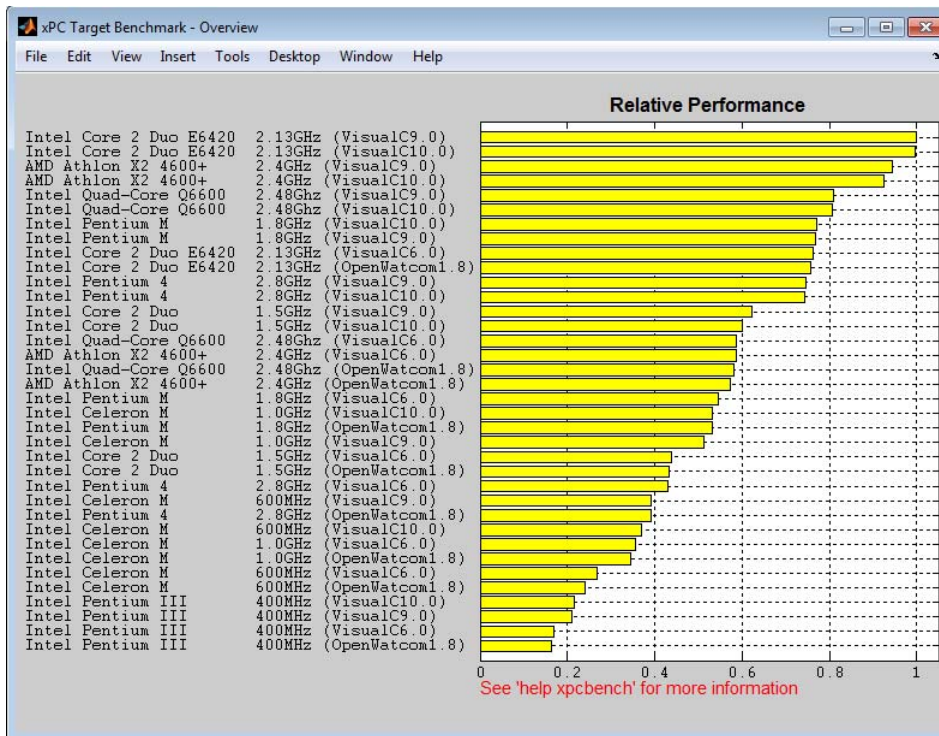 xPC Target Benchmark - Overview
File Edit View Insert Tools Desktop Window Help
Relative Performance
Intel Core 2 Duo E6420 2.13GHz (VisualC9.0)
Intel Core 2 Duo E6420 2.13GHz (VisualC10.0)
AMD Athlon X2 4600+ 2.4GHz (VisualC9.0)
AMD Athlon X2 4600+ 2.4GHz (VisualC10.0)
Intel Quad-Core Q6600 2.48Ghz (VisualC9.0)
Intel Quad-Core Q6600 2.48Ghz (VisualC10.0)
Intel Pentium M 1.8GHz (VisualC10.0)
Intel Pentium M 1.8GHz (VisualC9.0)
Intel Core 2 Duo E6420 2.13GHz (VisualC6.0)
Intel Core 2 Duo E6420 2.13GHz (OpenWatcom1.8)
Intel Pentium 4 2.8GHz (VisualC9.0)
Intel Pentium 4 2.8GHz (VisualC10.0)
Intel Core 2 Duo 1.5GHz (VisualC9.0)
Intel Core 2 Duo 1.5GHz (VisualC10.0)
Intel Quad-Core Q6600 2.48Ghz (VisualC6.0)
AMD Athlon X2 4600+ 2.4GHz (VisualC6.0)
Intel Quad-Core Q6600 2.48Ghz (OpenWatcom1.8)
AMD Athlon X2 4600+ 2.4GHz (OpenWatcom1.8)
Intel Pentium M 1.8GHz (VisualC6.0)
Intel Celeron M 1.0GHz (VisualC10.0)
Intel Pentium M 1.8GHz (OpenWatcom1.8)
Intel Celeron M 1.0GHz (VisualC9.0)
Intel Core 2 Duo 1.5GHz (VisualC6.0)
Intel Core 2 Duo 1.5GHz (OpenWatcom1.8)
Intel Pentium 4 2.8GHz (VisualC6.0)
Intel Celeron M 600MHz (VisualC9.0)
Intel Pentium 4 2.8GHz (OpenWatcom1.8)
Intel Celeron M 600MHz (VisualC10.0)
Intel Celeron M 1.0GHz (VisualC6.0)
Intel Celeron M 1.0GHz (OpenWatcom1.8)
Intel Celeron M 600MHz (VisualC6.0)
Intel Celeron M 600MHz (OpenWatcom1.8)
Intel Pentium III 400MHz (VisualC10.0)
Intel Pentium III 400MHz (VisualC9.0)
Intel Pentium III 400MHz (VisualC6.0)
Intel Pentium III 400MHz (OpenWatcom1.8)
0 0.2 0.4 0.6 0.8 1
See 'help xpcbench' for more information